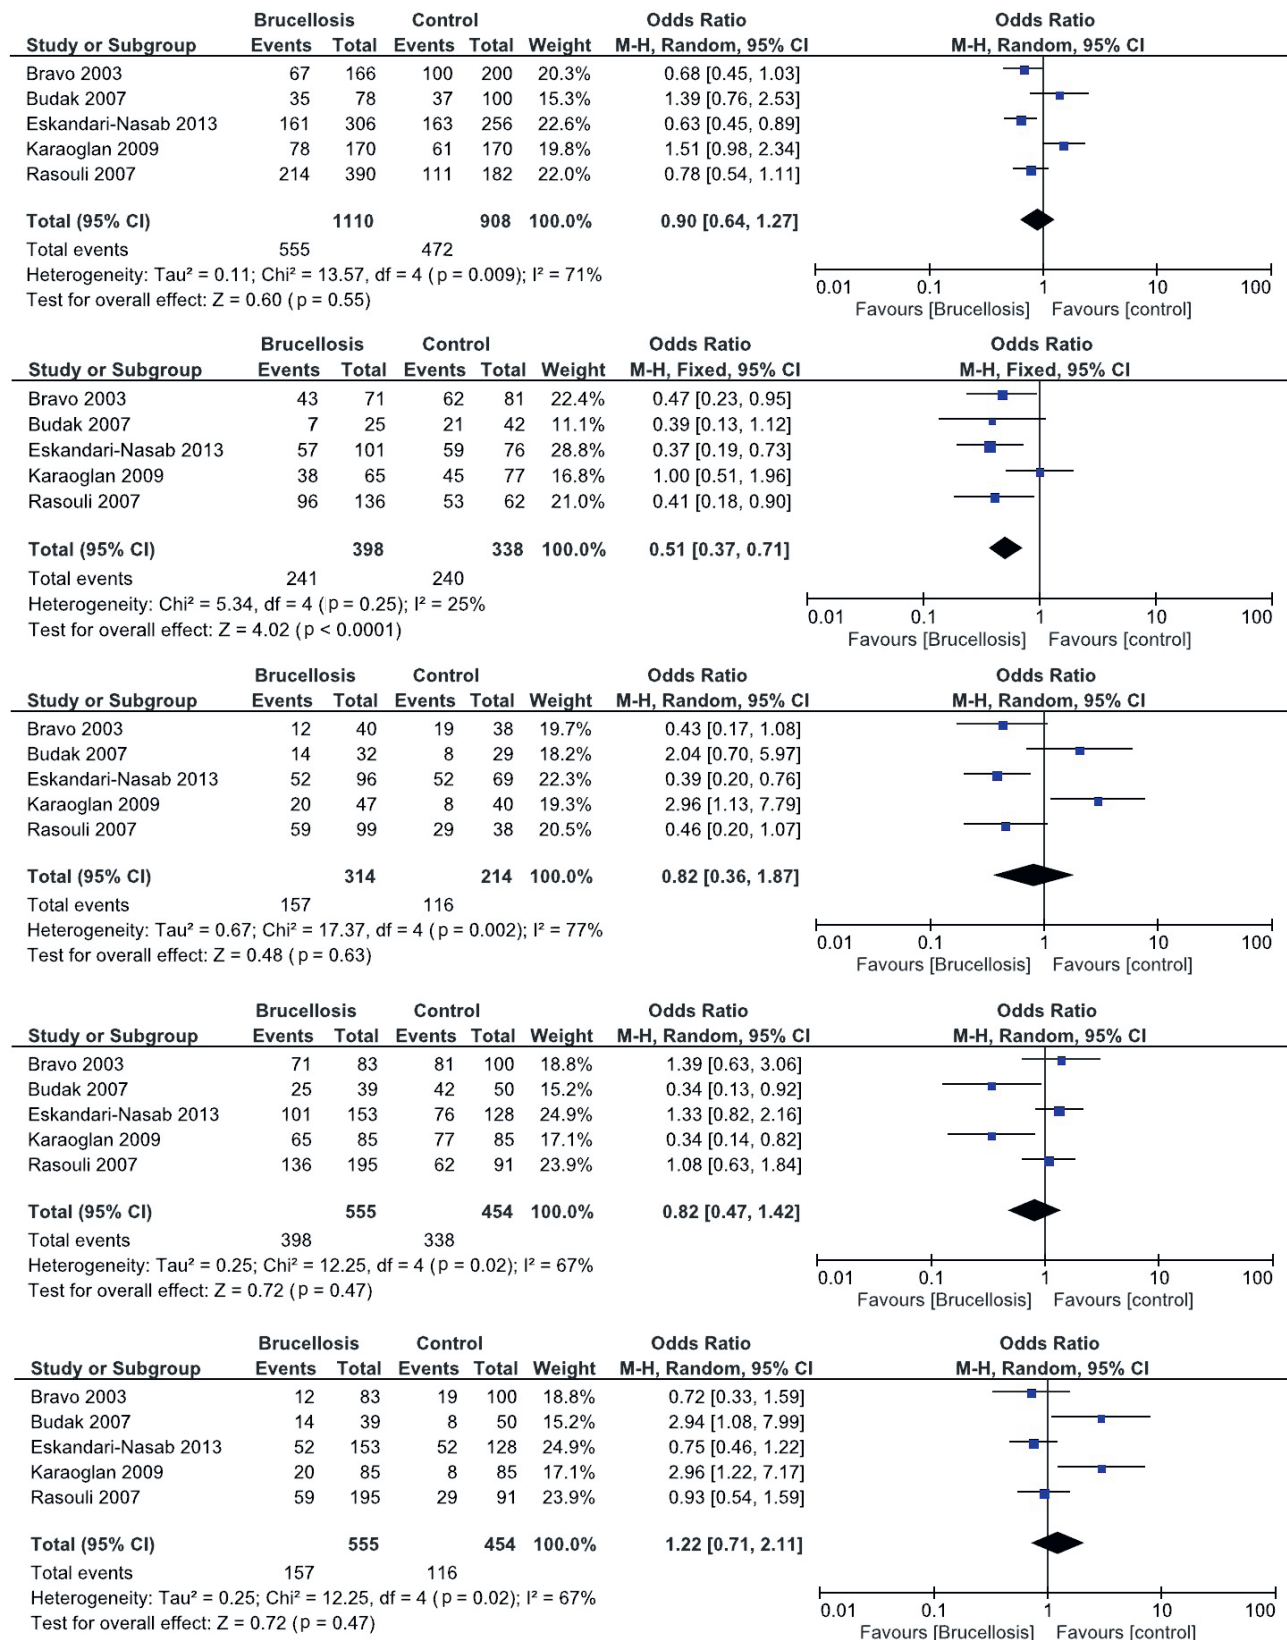 Brucellosis Control Odds Ratio Odds Ratio
Study or Subgroup Events Total Events Total Weight M-H, Random, 95% CI M-H, Random, 95% CI
Bravo 2003 67 166 100 200 20.3% 0.68 [0.45, 1.03]
Budak 2007 35 78 37 100 15.3% 1.39 [0.76, 2.53]
Eskandari-Nasab 2013 161 306 163 256 22.6% 0.63 [0.45, 0.89]
Karaoglan 2009 78 170 61 170 19.8% 1.51 [0.98, 2.34]
Rasouli 2007 214 390 111 182 22.0% 0.78 [0.54, 1.11]
Total (95% CI) 1110 908 100.0% 0.90 [0.64, 1.27]
Total events 555 472
Heterogeneity: Tau² = 0.11; Chi² = 13.57, df = 4 (p = 0.009); I² = 71%
Test for overall effect: Z = 0.60 (p = 0.55)
0.01 0.1 1 10 100
Favours [Brucellosis] Favours [control]
Brucellosis Control Odds Ratio Odds Ratio
Study or Subgroup Events Total Events Total Weight M-H, Fixed, 95% CI M-H, Fixed, 95% CI
Bravo 2003 43 71 62 81 22.4% 0.47 [0.23, 0.95]
Budak 2007 7 25 21 42 11.1% 0.39 [0.13, 1.12]
Eskandari-Nasab 2013 57 101 59 76 28.8% 0.37 [0.19, 0.73]
Karaoglan 2009 38 65 45 77 16.8% 1.00 [0.51, 1.96]
Rasouli 2007 96 136 53 62 21.0% 0.41 [0.18, 0.90]
Total (95% CI) 398 338 100.0% 0.51 [0.37, 0.71]
Total events 241 240
Heterogeneity: Chi² = 5.34, df = 4 (p = 0.25); I² = 25%
Test for overall effect: Z = 4.02 (p < 0.0001)
0.01 0.1 1 10 100
Favours [Brucellosis] Favours [control]
Brucellosis Control Odds Ratio Odds Ratio
Study or Subgroup Events Total Events Total Weight M-H, Random, 95% CI M-H, Random, 95% CI
Bravo 2003 12 40 19 38 19.7% 0.43 [0.17, 1.08]
Budak 2007 14 32 8 29 18.2% 2.04 [0.70, 5.97]
Eskandari-Nasab 2013 52 96 52 69 22.3% 0.39 [0.20, 0.76]
Karaoglan 2009 20 47 8 40 19.3% 2.96 [1.13, 7.79]
Rasouli 2007 59 99 29 38 20.5% 0.46 [0.20, 1.07]
Total (95% CI) 314 214 100.0% 0.82 [0.36, 1.87]
Total events 157 116
Heterogeneity: Tau² = 0.67; Chi² = 17.37, df = 4 (p = 0.002); I² = 77%
Test for overall effect: Z = 0.48 (p = 0.63)
0.01 0.1 1 10 100
Favours [Brucellosis] Favours [control]
Brucellosis Control Odds Ratio Odds Ratio
Study or Subgroup Events Total Events Total Weight M-H, Random, 95% CI M-H, Random, 95% CI
Bravo 2003 71 83 81 100 18.8% 1.39 [0.63, 3.06]
Budak 2007 25 39 42 50 15.2% 0.34 [0.13, 0.92]
Eskandari-Nasab 2013 101 153 76 128 24.9% 1.33 [0.82, 2.16]
Karaoglan 2009 65 85 77 85 17.1% 0.34 [0.14, 0.82]
Rasouli 2007 136 195 62 91 23.9% 1.08 [0.63, 1.84]
Total (95% CI) 555 454 100.0% 0.82 [0.47, 1.42]
Total events 398 338
Heterogeneity: Tau² = 0.25; Chi² = 12.25, df = 4 (p = 0.02); I² = 67%
Test for overall effect: Z = 0.72 (p = 0.47)
0.01 0.1 1 10 100
Favours [Brucellosis] Favours [control]
Brucellosis Control Odds Ratio Odds Ratio
Study or Subgroup Events Total Events Total Weight M-H, Random, 95% CI M-H, Random, 95% CI
Bravo 2003 12 83 19 100 18.8% 0.72 [0.33, 1.59]
Budak 2007 14 39 8 50 15.2% 2.94 [1.08, 7.99]
Eskandari-Nasab 2013 52 153 52 128 24.9% 0.75 [0.46, 1.22]
Karaoglan 2009 20 85 8 85 17.1% 2.96 [1.22, 7.17]
Rasouli 2007 59 195 29 91 23.9% 0.93 [0.54, 1.59]
Total (95% CI) 555 454 100.0% 1.22 [0.71, 2.11]
Total events 157 116
Heterogeneity: Tau² = 0.25; Chi² = 12.25, df = 4 (p = 0.02); I² = 67%
Test for overall effect: Z = 0.72 (p = 0.47)
0.01 0.1 1 10 100
Favours [Brucellosis] Favours [control]